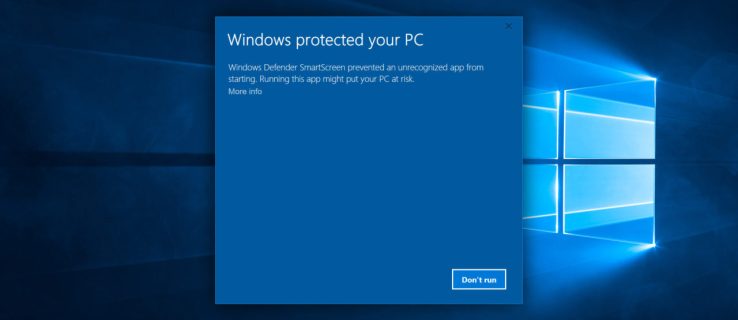 Windows protected your PC
Windows Defender SmartScreen prevented an unrecognized app from
starting. Running this app might put your PC at risk.
More info
Don't run